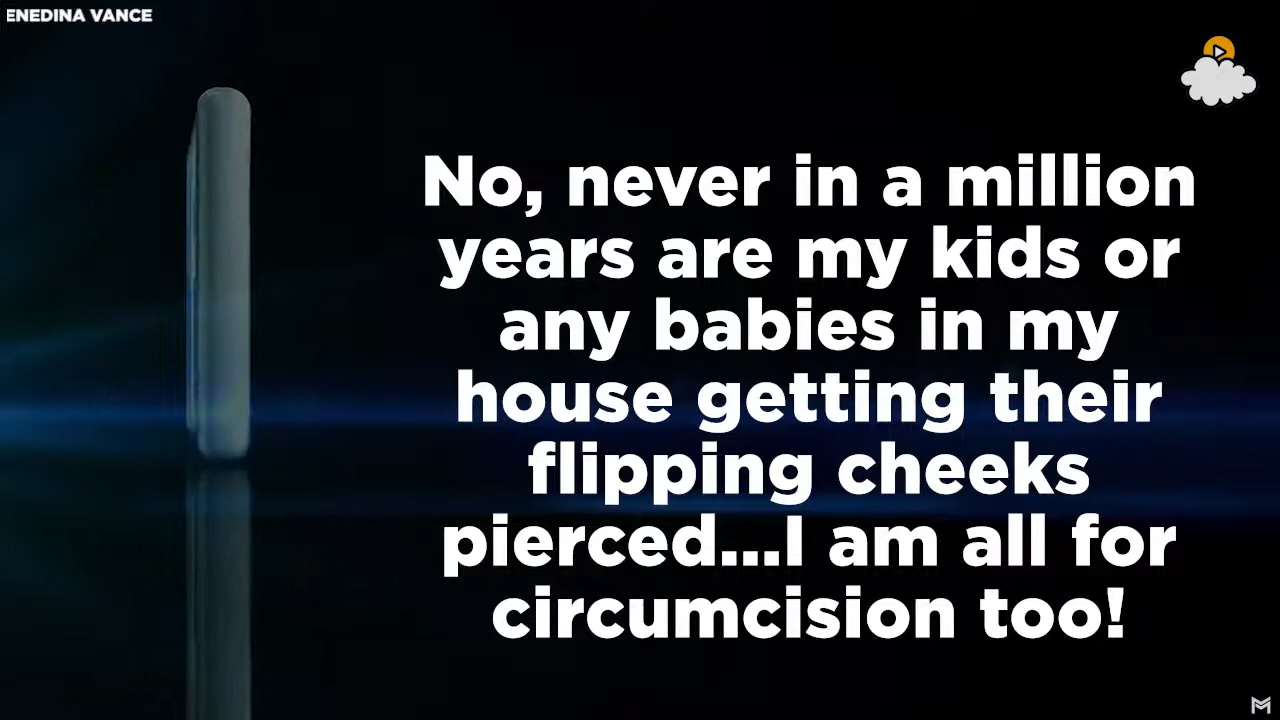 ENEDINA VANCE
No, never in a million
years are my kids or
any babies in my
house getting their
flipping cheeks
pierced...I am all for
circumcision too!